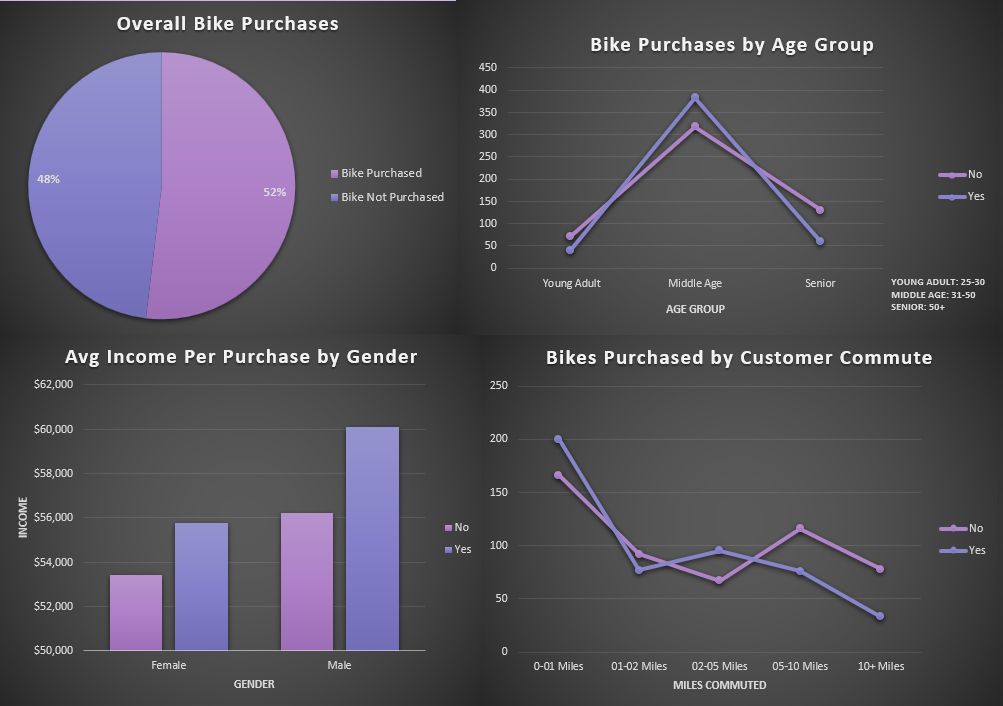 Overall Bike Purchases
48%
52%
Bike Purchased
Bike Not Purchased
Bike Purchases by Age Group
450
400
350
300
250
200
150
100
50
0
Young Adult Middle Age Senior
AGE GROUP
No
Yes
YOUNG ADULT: 25-30
MIDDLE AGE: 31-50
SENIOR: 50+
Avg Income Per Purchase by Gender
$62,000
$60,000
$58,000
$56,000
$54,000
$52,000
$50,000
INCOME
Female Male
GENDER
No
Yes
Bikes Purchased by Customer Commute
250
200
150
100
50
0
0-01 Miles 01-02 Miles 02-05 Miles 05-10 Miles 10+ Miles
MILES COMMUTED
No
Yes